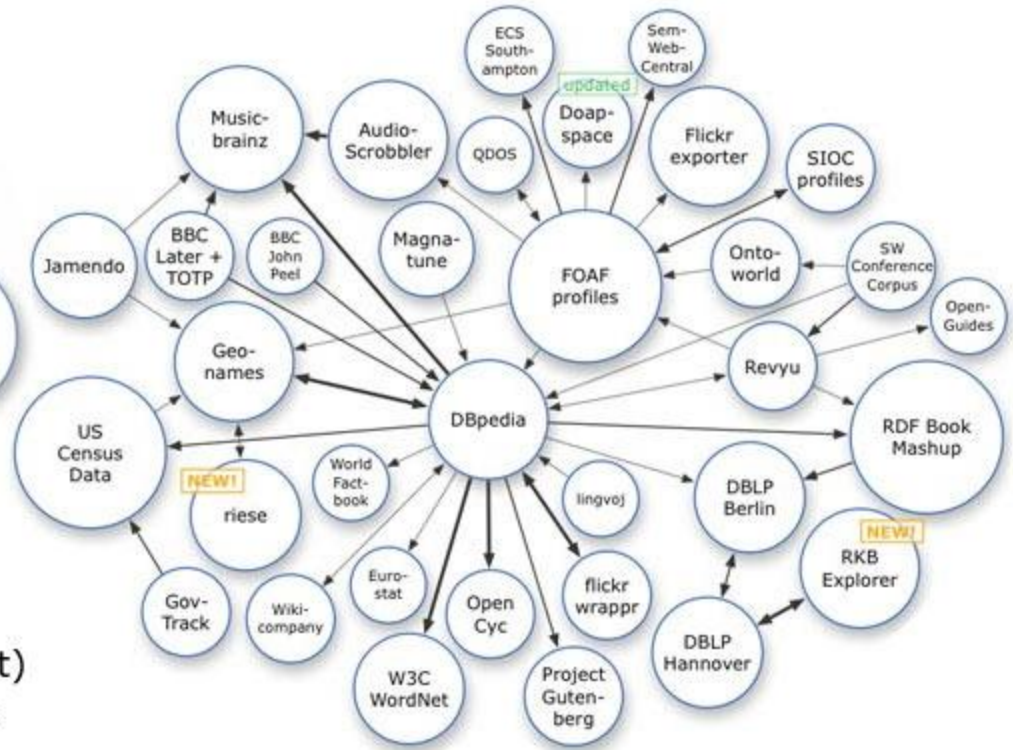 ECS
South-
ampton
Sem-
Web-
Central
updated
Doap-
space
Music-
brainz
Audio-
Scrobbler
QDOS
Flickr
exporter
SIOC
profiles
Jamendo
BBC
Later +
TOTP
BBC
John
Peel
Magna-
tune
FOAF
profiles
Onto-
world
SW
Conference
Corpus
Open-
Guides
Geo-
names
Revyu
DBpedia
US
Census
Data
RDF Book
Mashup
NEW!
riese
World
Fact-
book
lingvoj
DBLP
Berlin
NEW!
RKB
Explorer
Gov-
Track
Wiki-
company
Euro-
stat
Open
Cyc
flickr
wrappr
DBLP
Hannover
t)
W3C
WordNet
Project
Guten-
berg